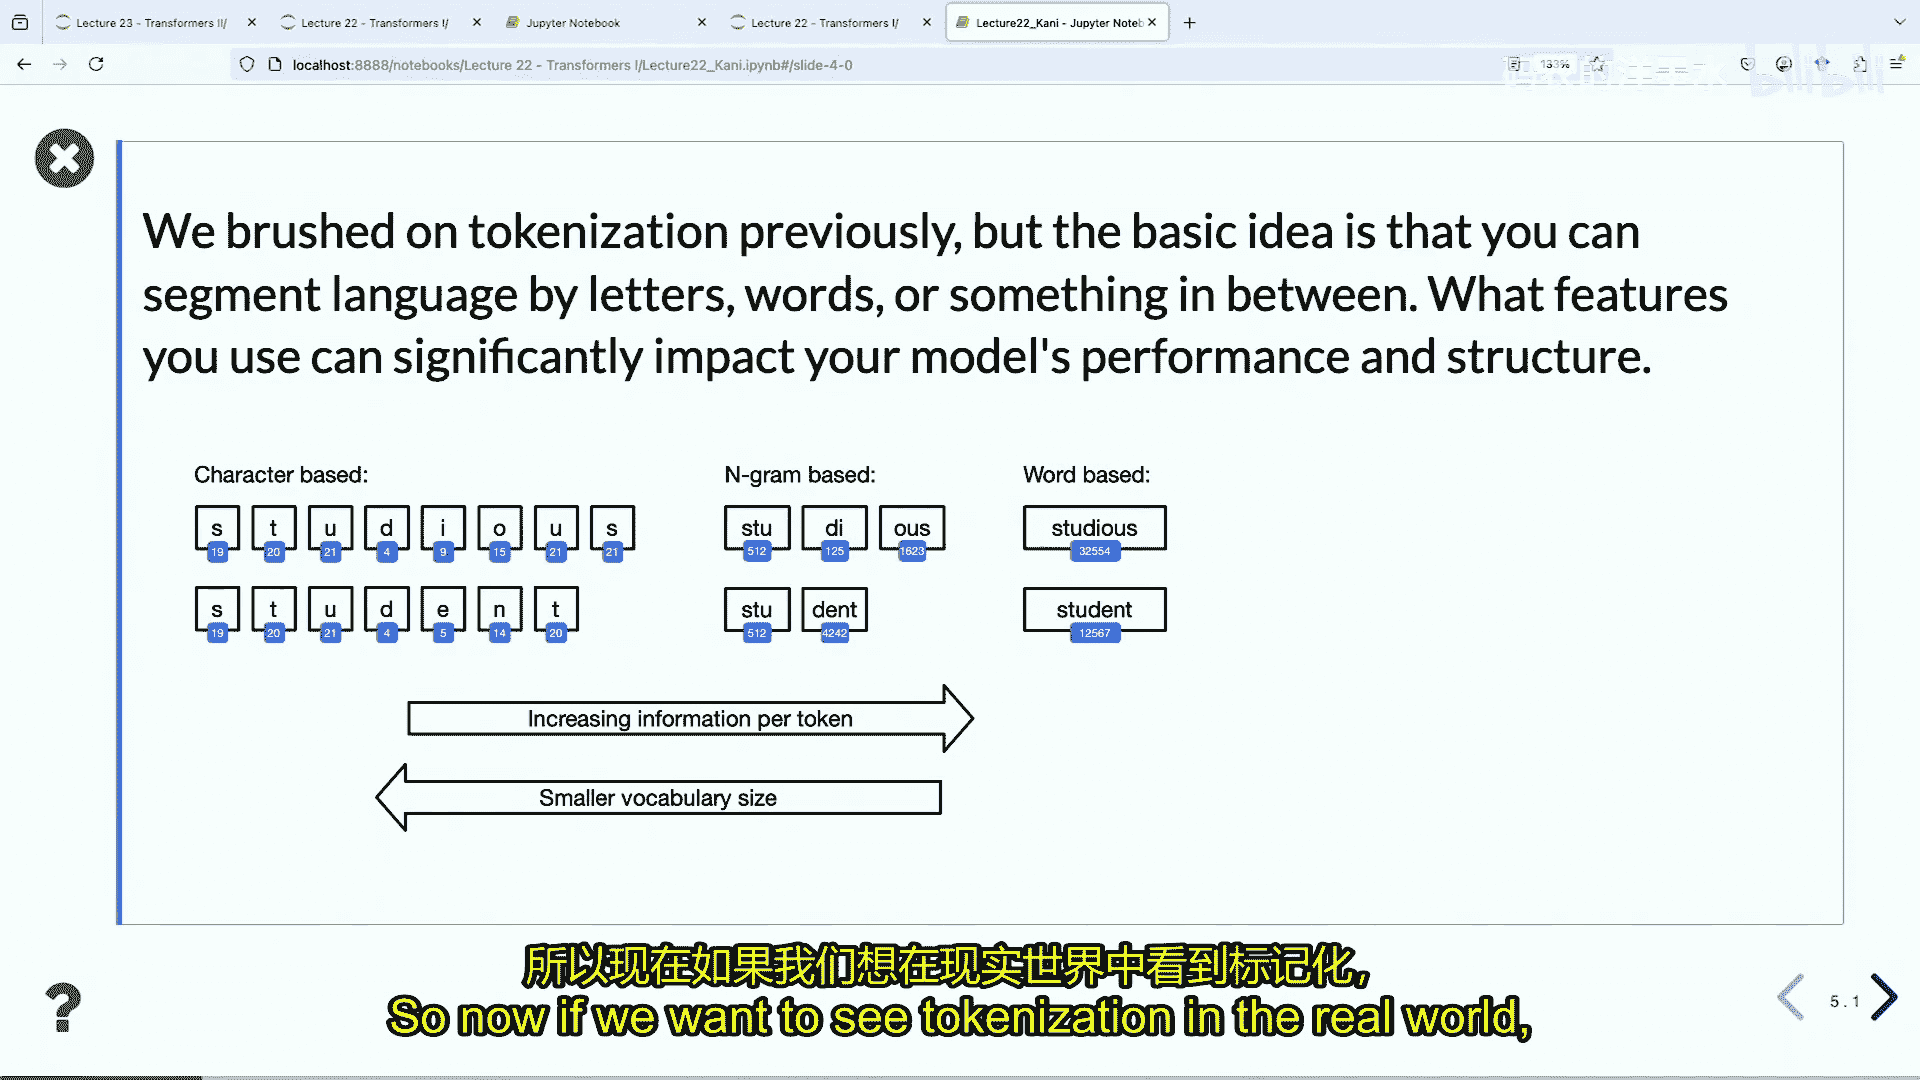 Lecture 23 - Transformers II/
Lecture 22 - Transformers I/
Jupyter Notebook
Lecture 22 - Transformers I/
Lecture22_Kani - Jupyter Noteb
localhost:8888/notebooks/Lecture 22 - Transformers I/Lecture22_Kani.ipynb#/slide-4-0
133%
bilibili
We brushed on tokenization previously, but the basic idea is that you can
segment language by letters, words, or something in between. What features
you use can significantly impact your model's performance and structure.
Character based:
N-gram based:
Word based:
s t u d i o u s
stu di ous
studious
19 20 21 4 9 15 21 21
512 125 1623
32554
s t u d e n t
stu dent
student
19 20 21 4 5 14 20
512 4242
12567
Increasing information per token
Smaller vocabulary size
所以现在如果我们想在现实世界中看到标记化,
So now if we want to see tokenization in the real world,
?
5.1